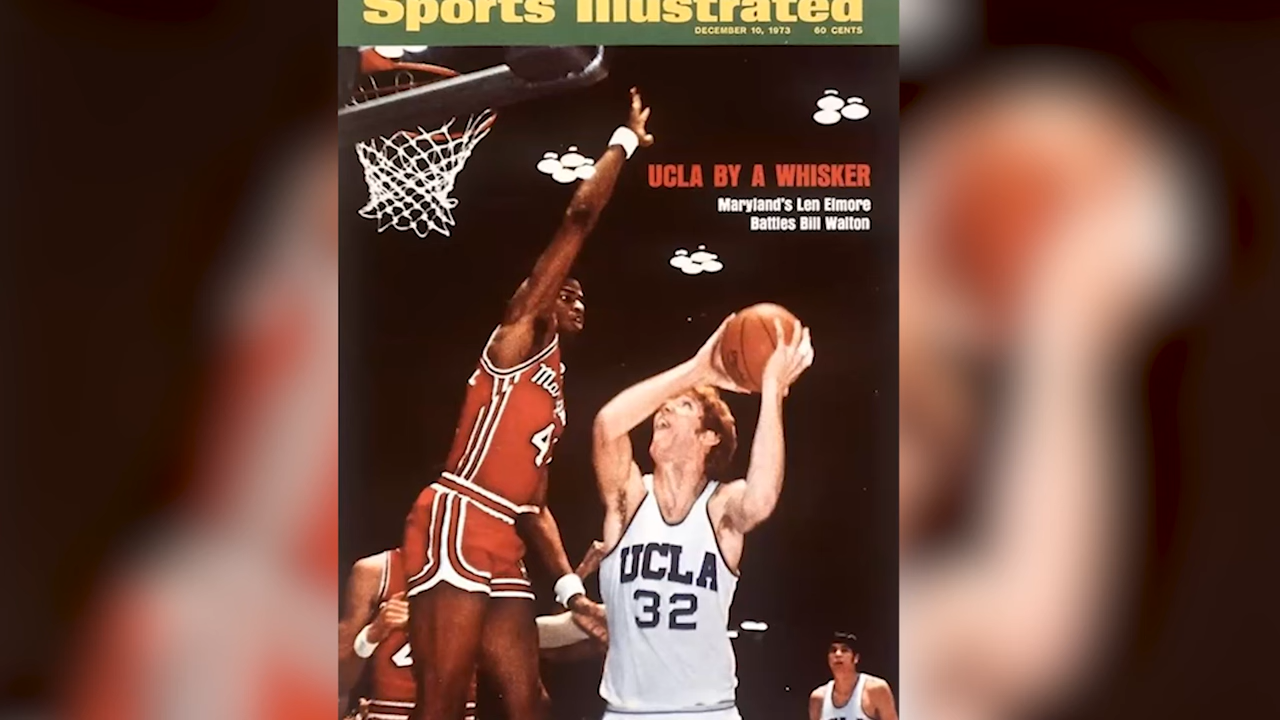 Sports Illustrated
DECEMBER 10, 1973 60 CENTS
UCLA BY A WHISKER
Maryland's Len Elmore
Battles Bill Walton
UCLA
32